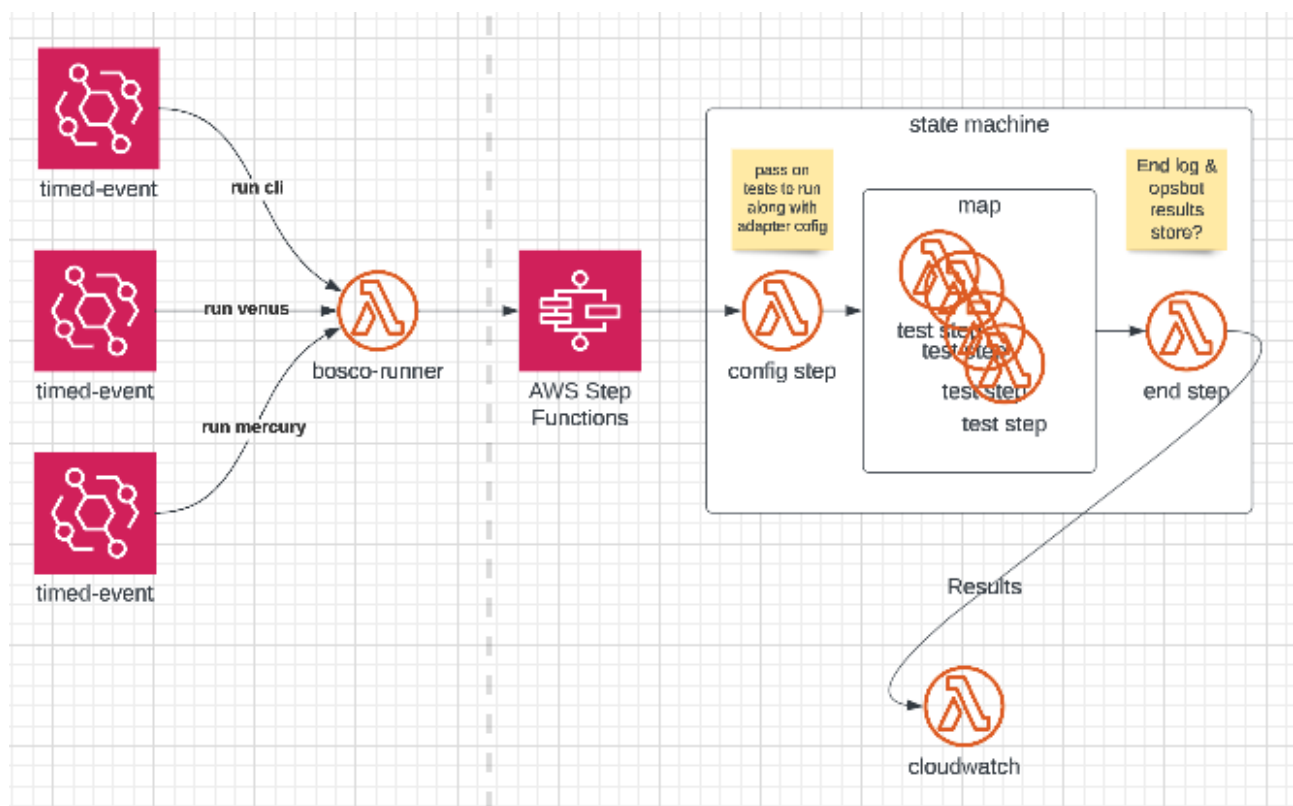 timed-event
run cli
timed-event
run venus
bosco-runner
timed-event
run mercury
AWS Step
Functions
state machine
pass on
tests to run
along with
adapter cofig
config step
map
test step
test step
test step
test step
End log &
opsbot
results
store?
end step
Results
cloudwatch